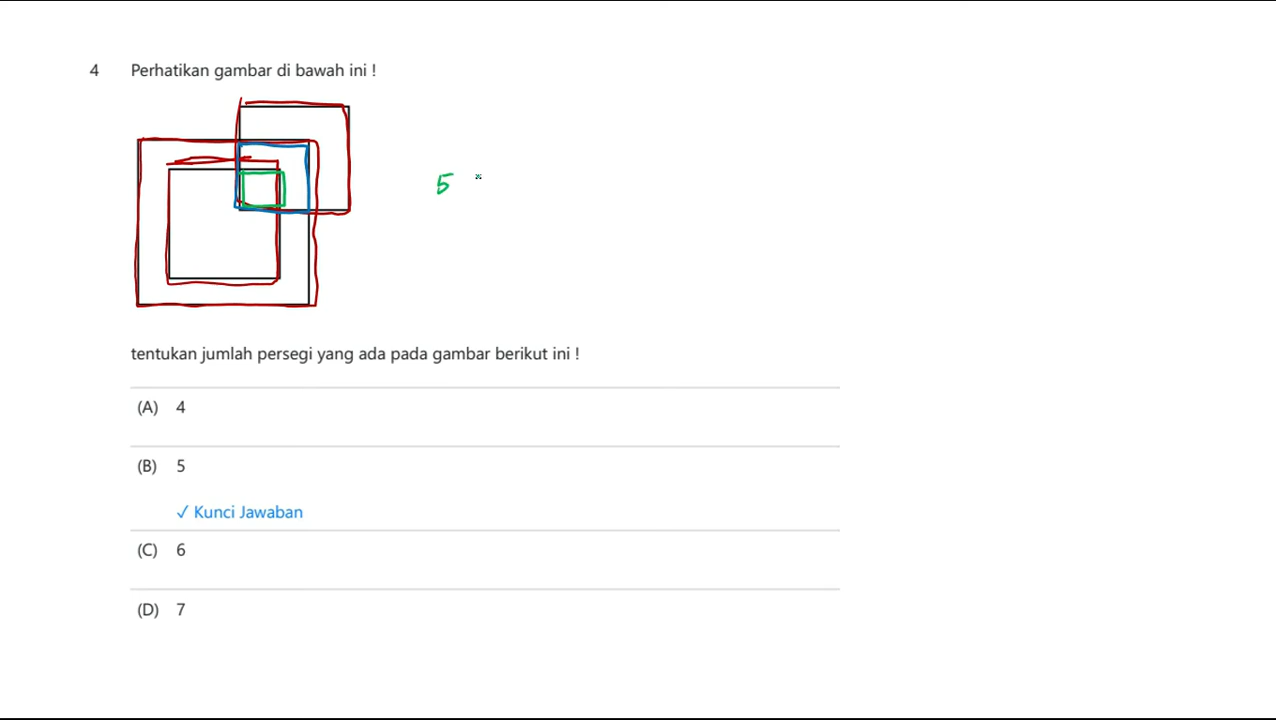 4 Perhatikan gambar di bawah ini !
5
tentukan jumlah persegi yang ada pada gambar berikut ini !
(A) 4
(B) 5
✓ Kunci Jawaban
(C) 6
(D) 7